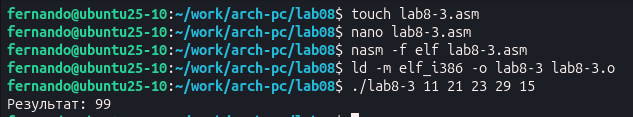 fernando@ubuntu25-10:~/work/arch-pc/lab08$ touch lab8-3.asm
fernando@ubuntu25-10:~/work/arch-pc/lab08$ nano lab8-3.asm
fernando@ubuntu25-10:~/work/arch-pc/lab08$ nasm -f elf lab8-3.asm
fernando@ubuntu25-10:~/work/arch-pc/lab08$ ld -m elf_i386 -o lab8-3 lab8-3.o
fernando@ubuntu25-10:~/work/arch-pc/lab08$ ./lab8-3 11 21 23 29 15
Результат: 99
fernando@ubuntu25-10:~/work/arch-pc/lab08$